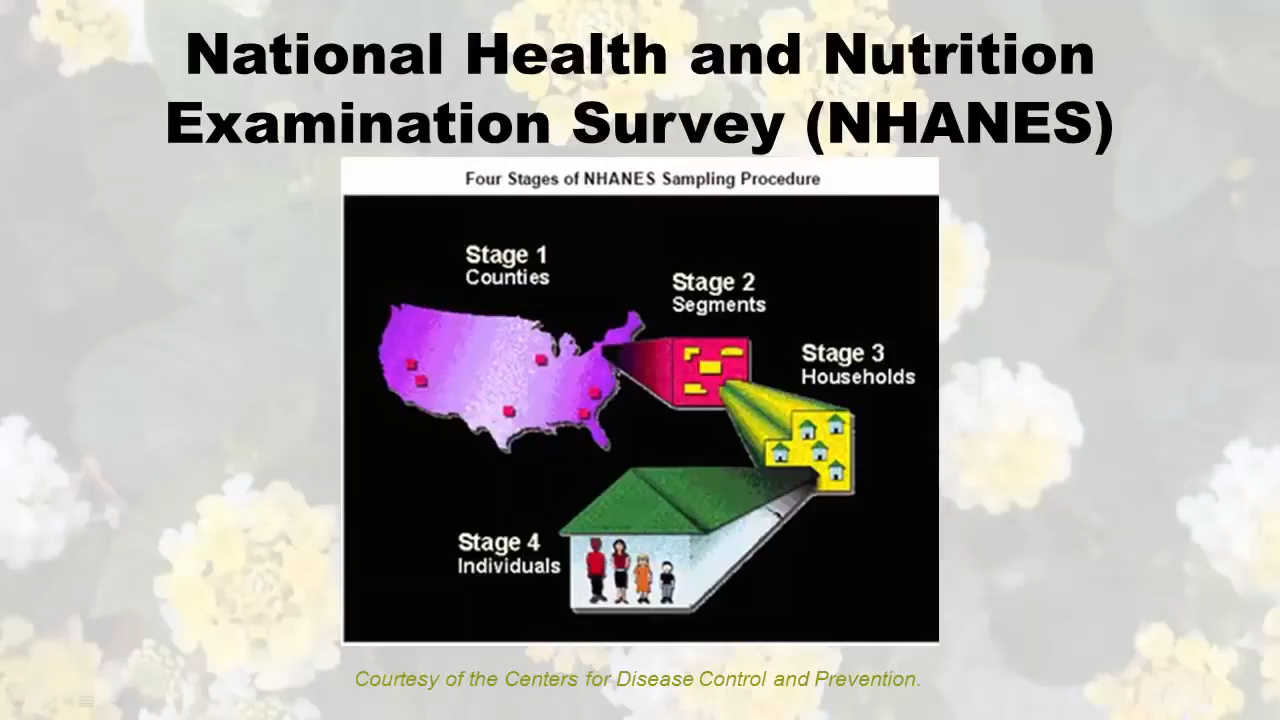 National Health and Nutrition
Examination Survey (NHANES)
Four Stages of NHANES Sampling Procedure
Stage 1
Counties
Stage 2
Segments
Stage 3
Households
Stage 4
Individuals
Courtesy of the Centers for Disease Control and Prevention.